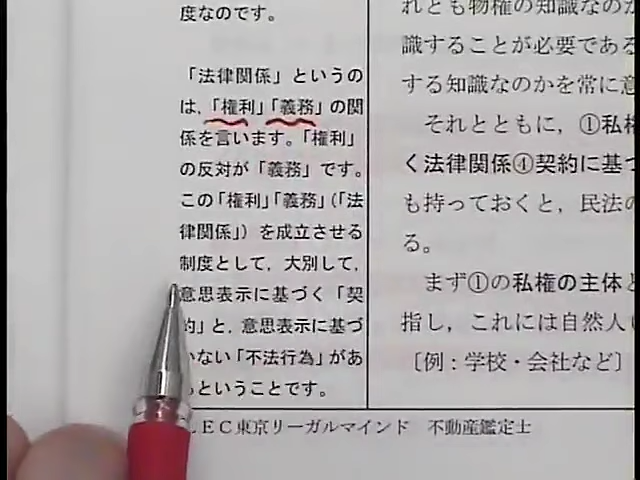 度なのです。
「法律関係」というの
は、「権利」「義務」の関
係を言います。「権利」
の反対が「義務」です。
この「権利」「義務」(「法
律関係」)を成立させる
制度として、大別して、
意思表示に基づく「契
的」と、意思表示に基づ
ない「不法行為」があ
ということです。
れとも物権の知識なのか
識することが必要である
する知識なのかを常に意
それとともに，①私権
く法律関係④契約に基づ
も持っておくと，民法の
る。
まず①の私権の主体と
指し，これには自然人
［例：学校・会社など］
LEC東京リーガルマインド 不動産鑑定士